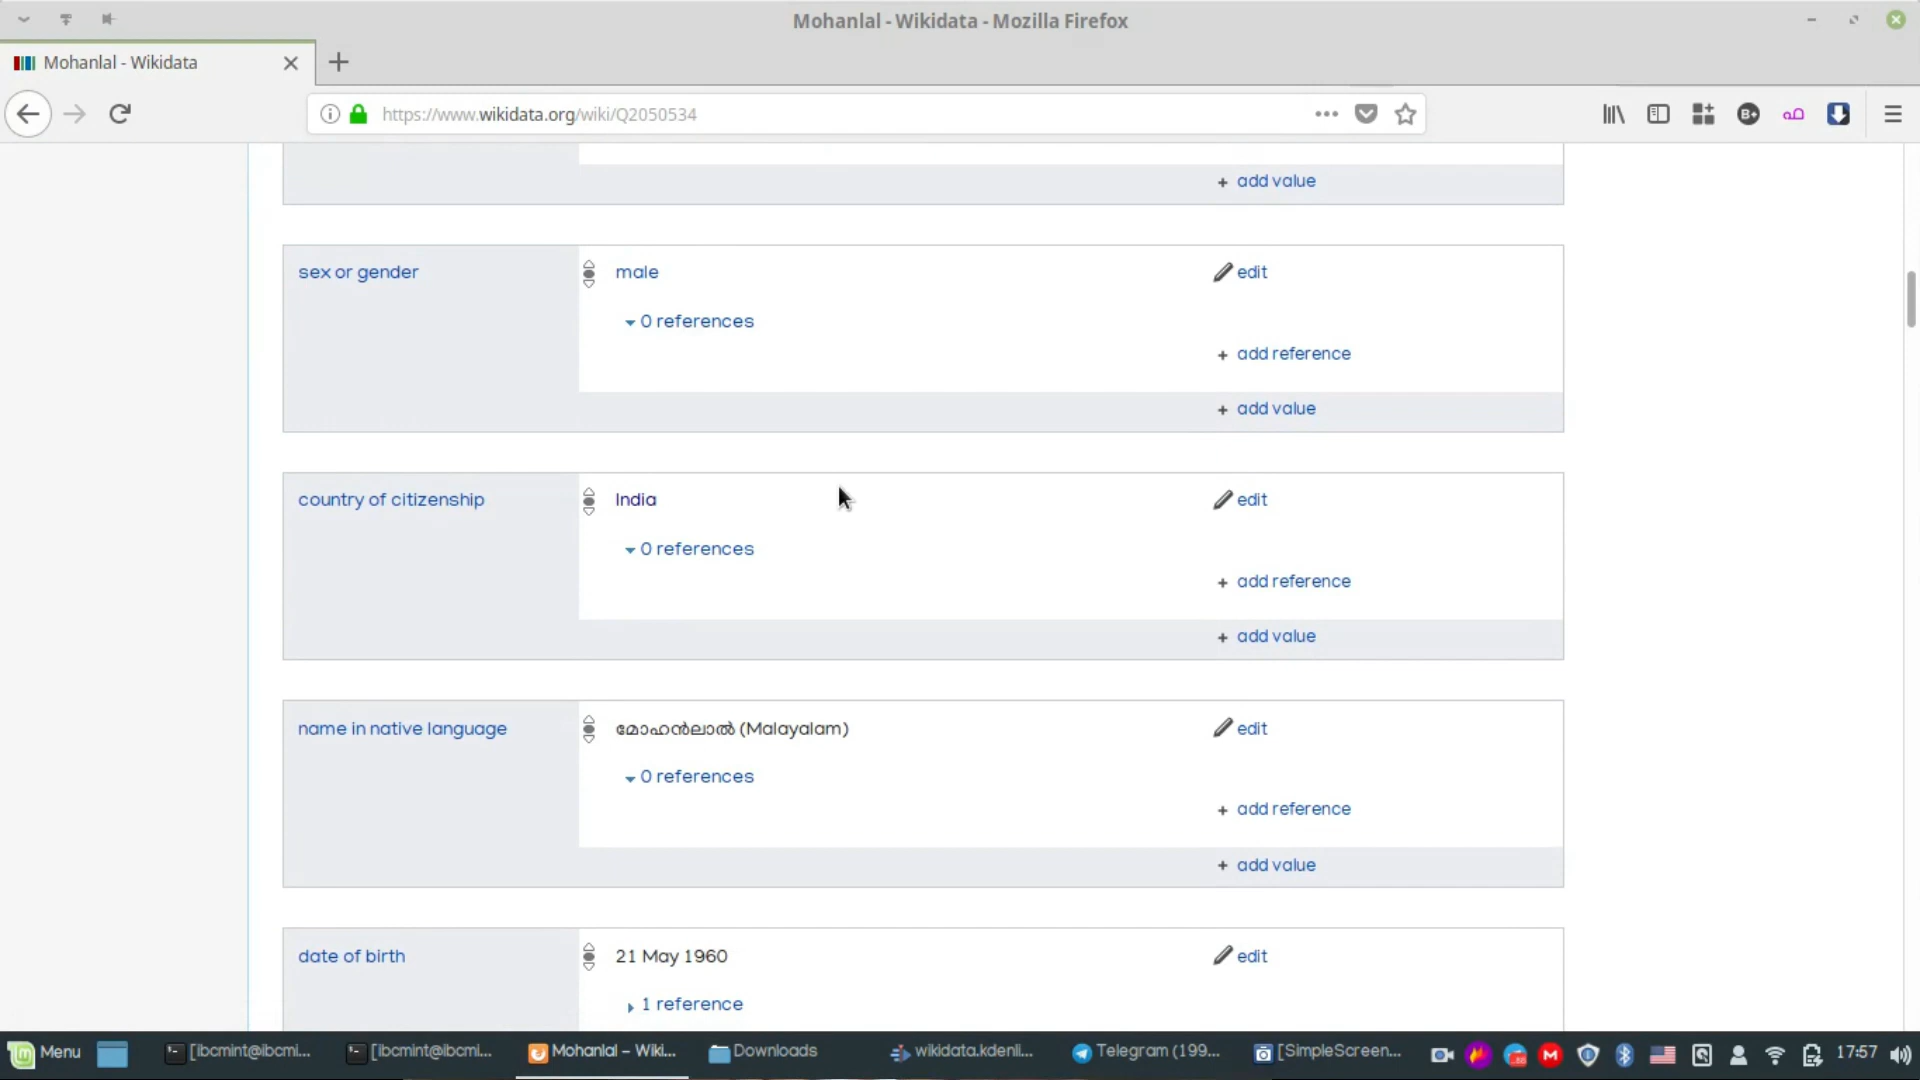 Mohanlal - Wikidata - Mozilla Firefox
Mohanlal - Wikidata
https://www.wikidata.org/wiki/Q2050534
+ add value
sex or gender
male
edit
0 references
+ add reference
+ add value
country of citizenship
India
edit
0 references
+ add reference
+ add value
name in native language
മോഹൻലാൽ (Malayalam)
edit
0 references
+ add reference
+ add value
date of birth
21 May 1960
edit
1 reference
Menu
[ibcmint@ibcmi...
[ibcmint@ibcmi...
Mohanlal – Wiki...
Downloads
wikidata.kdenli...
Telegram (199...
[SimpleScreen...
17:57